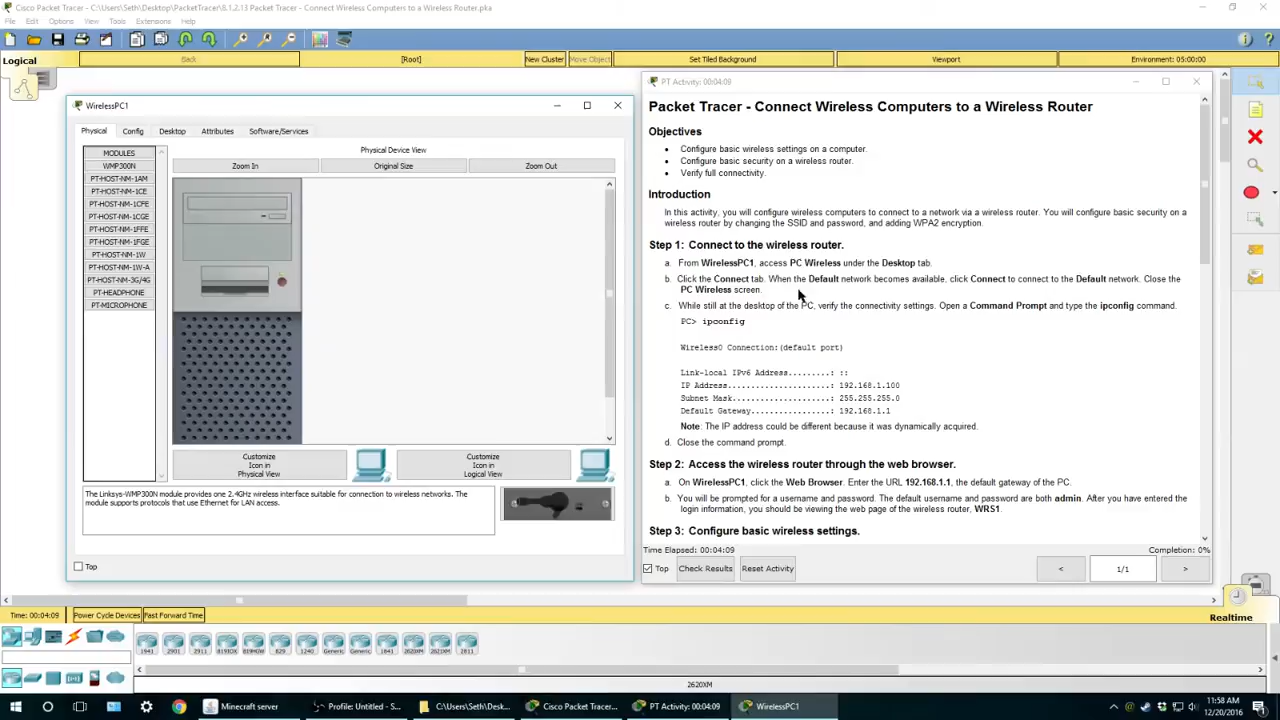 Cisco Packet Tracer - C:\Users\Seth\Desktop\PacketTracer\8.1.2.13 Packet Tracer - Connect Wireless Computers to a Wireless Router.pka
File Edit Options View Tools Extensions Help
Logical Back [Root] New Cluster Move Object Set Tiled Background Viewport Environment: 05:00:00
WirelessPC1
Physical Config Desktop Attributes Software/Services
Physical Device View
MODULES
Zoom In Original Size Zoom Out
WMP300N
PT-HOST-NM-1AM
PT-HOST-NM-1CE
PT-HOST-NM-1CFE
PT-HOST-NM-1CGE
PT-HOST-NM-1FFE
PT-HOST-NM-1FGE
PT-HOST-NM-1W
PT-HOST-NM-1W-A
PT-HOST-NM-3G/4G
PT-HEADPHONE
PT-MICROPHONE
Customize
Icon in
Physical View
Customize
Icon in
Logical View
The Linksys-WMP300N module provides one 2.4GHz wireless interface suitable for connection to wireless networks. The
module supports protocols that use Ethernet for LAN access.
Top
PT Activity: 00:04:09
Packet Tracer - Connect Wireless Computers to a Wireless Router
Objectives
• Configure basic wireless settings on a computer.
• Configure basic security on a wireless router.
• Verify full connectivity.
Introduction
In this activity, you will configure wireless computers to connect to a network via a wireless router. You will configure basic security on a
wireless router by changing the SSID and password, and adding WPA2 encryption.
Step 1: Connect to the wireless router.
a. From WirelessPC1, access PC Wireless under the Desktop tab.
b. Click the Connect tab. When the Default network becomes available, click Connect to connect to the Default network. Close the
PC Wireless screen.
c. While still at the desktop of the PC, verify the connectivity settings. Open a Command Prompt and type the ipconfig command.
PC> ipconfig
Wireless0 Connection:(default port)
Link-local IPv6 Address.........: ::
IP Address......................: 192.168.1.100
Subnet Mask.....................: 255.255.255.0
Default Gateway.................: 192.168.1.1
Note: The IP address could be different because it was dynamically acquired.
d. Close the command prompt.
Step 2: Access the wireless router through the web browser.
a. On WirelessPC1, click the Web Browser. Enter the URL 192.168.1.1, the default gateway of the PC.
b. You will be prompted for a username and password. The default username and password are both admin. After you have entered the
login information, you should be viewing the web page of the wireless router, WRS1.
Step 3: Configure basic wireless settings.
Time Elapsed: 00:04:09 Completion: 0%
Top Check Results Reset Activity < 1/1 >
Time: 00:04:09 Power Cycle Devices Fast Forward Time Realtime
1941 2901 2911 819IOX 819HGW 829 1240 Generic Generic 1841 2620XM 2621XM 2811
2620XM
Minecraft server Profile: Untitled - S... C:\Users\Seth\Deskt... Cisco Packet Tracer... PT Activity: 00:04:09 WirelessPC1
11:58 AM
12/20/2016